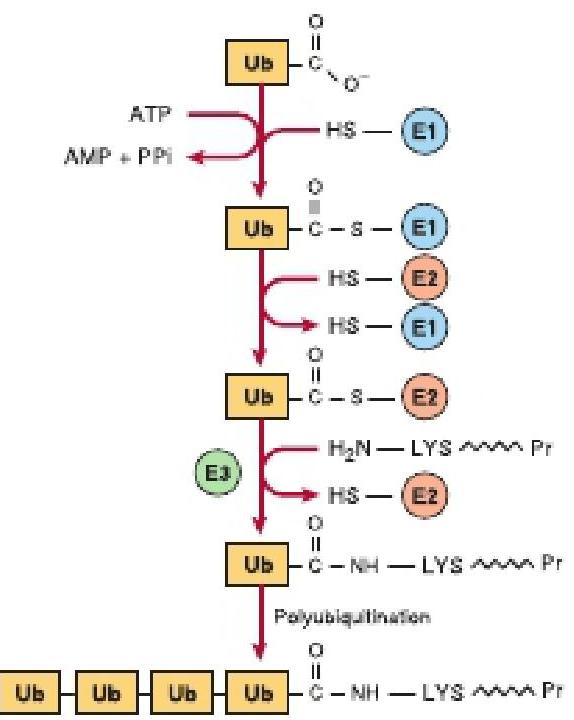 O
Ub – C
O⁻
ATP
HS — E1
AMP + PPi
O
Ub – C – S – E1
HS — E2
HS — E1
O
Ub – C – S – E2
H₂N — LYS Pr
E3
HS — E2
O
Ub – C – NH — LYS Pr
Polyubiquitination
O
Ub Ub Ub Ub – C – NH — LYS Pr